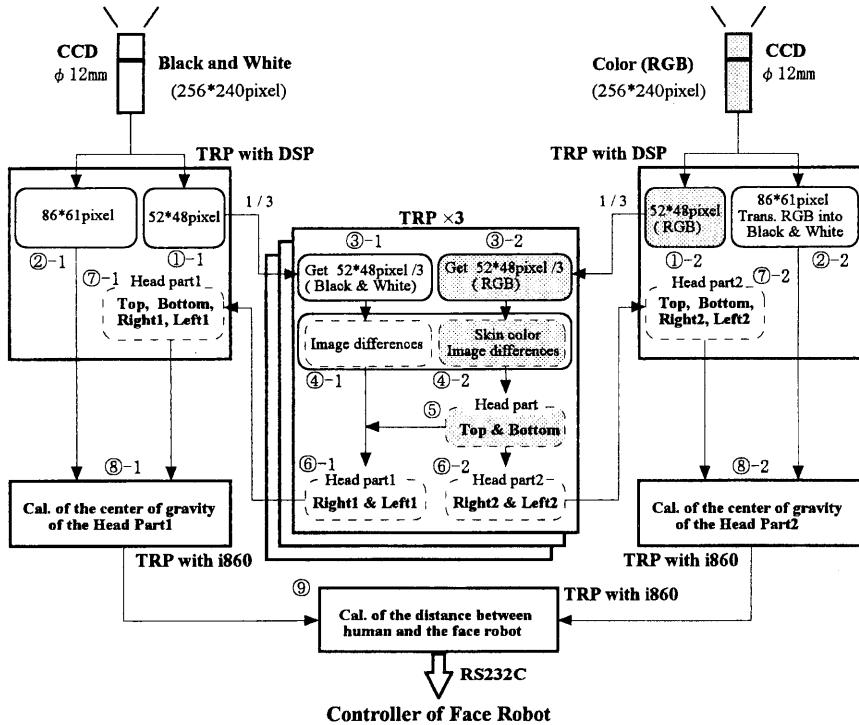 CCD
φ 12mm
Black and White
(256*240pixel)
Color (RGB)
(256*240pixel)
CCD
φ 12mm
TRP with DSP
TRP with DSP
86*61pixel
52*48pixel
②-1
①-1
1/3
⑦-1
Head part1
Top, Bottom,
Right1, Left1
TRP ×3
③-1
③-2
Get 52*48pixel /3
( Black & White)
Get 52*48pixel /3
( RGB)
Image differences
Skin color
Image differences
④-1
④-2
⑤
Head part
Top & Bottom
⑥-1
⑥-2
Head part1
Right1 & Left1
Head part2
Right2 & Left2
1/3
52*48pixel
( RGB)
86*61pixel
Trans. RGB into
Black & White
①-2
②-2
Head part2
⑦-2
Top, Bottom,
Right2, Left2
⑧-1
Cal. of the center of gravity
of the Head Part1
TRP with i860
⑧-2
Cal. of the center of gravity
of the Head Part2
TRP with i860
⑨
TRP with i860
Cal. of the distance between
human and the face robot
RS232C
Controller of Face Robot